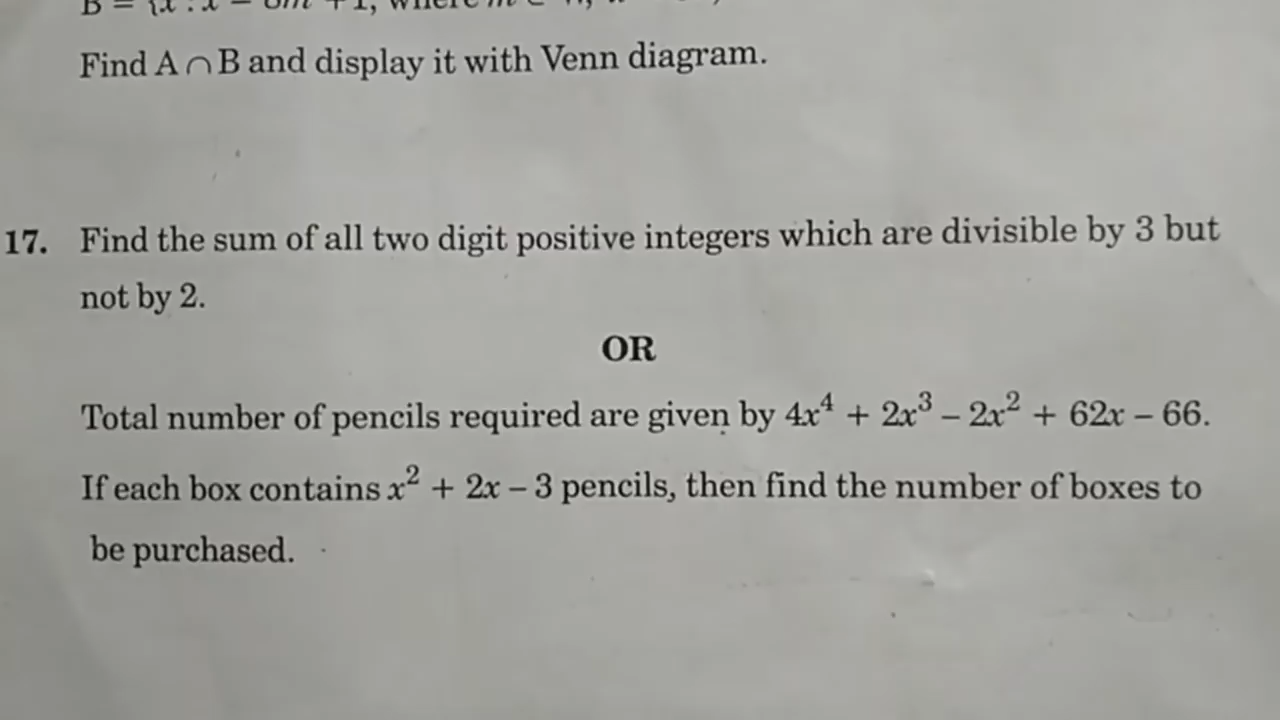 Find A ∩ B and display it with Venn diagram.
17. Find the sum of all two digit positive integers which are divisible by 3 but
not by 2.
OR
Total number of pencils required are given by 4x⁴ + 2x³ – 2x² + 62x – 66.
If each box contains x² + 2x – 3 pencils, then find the number of boxes to
be purchased.